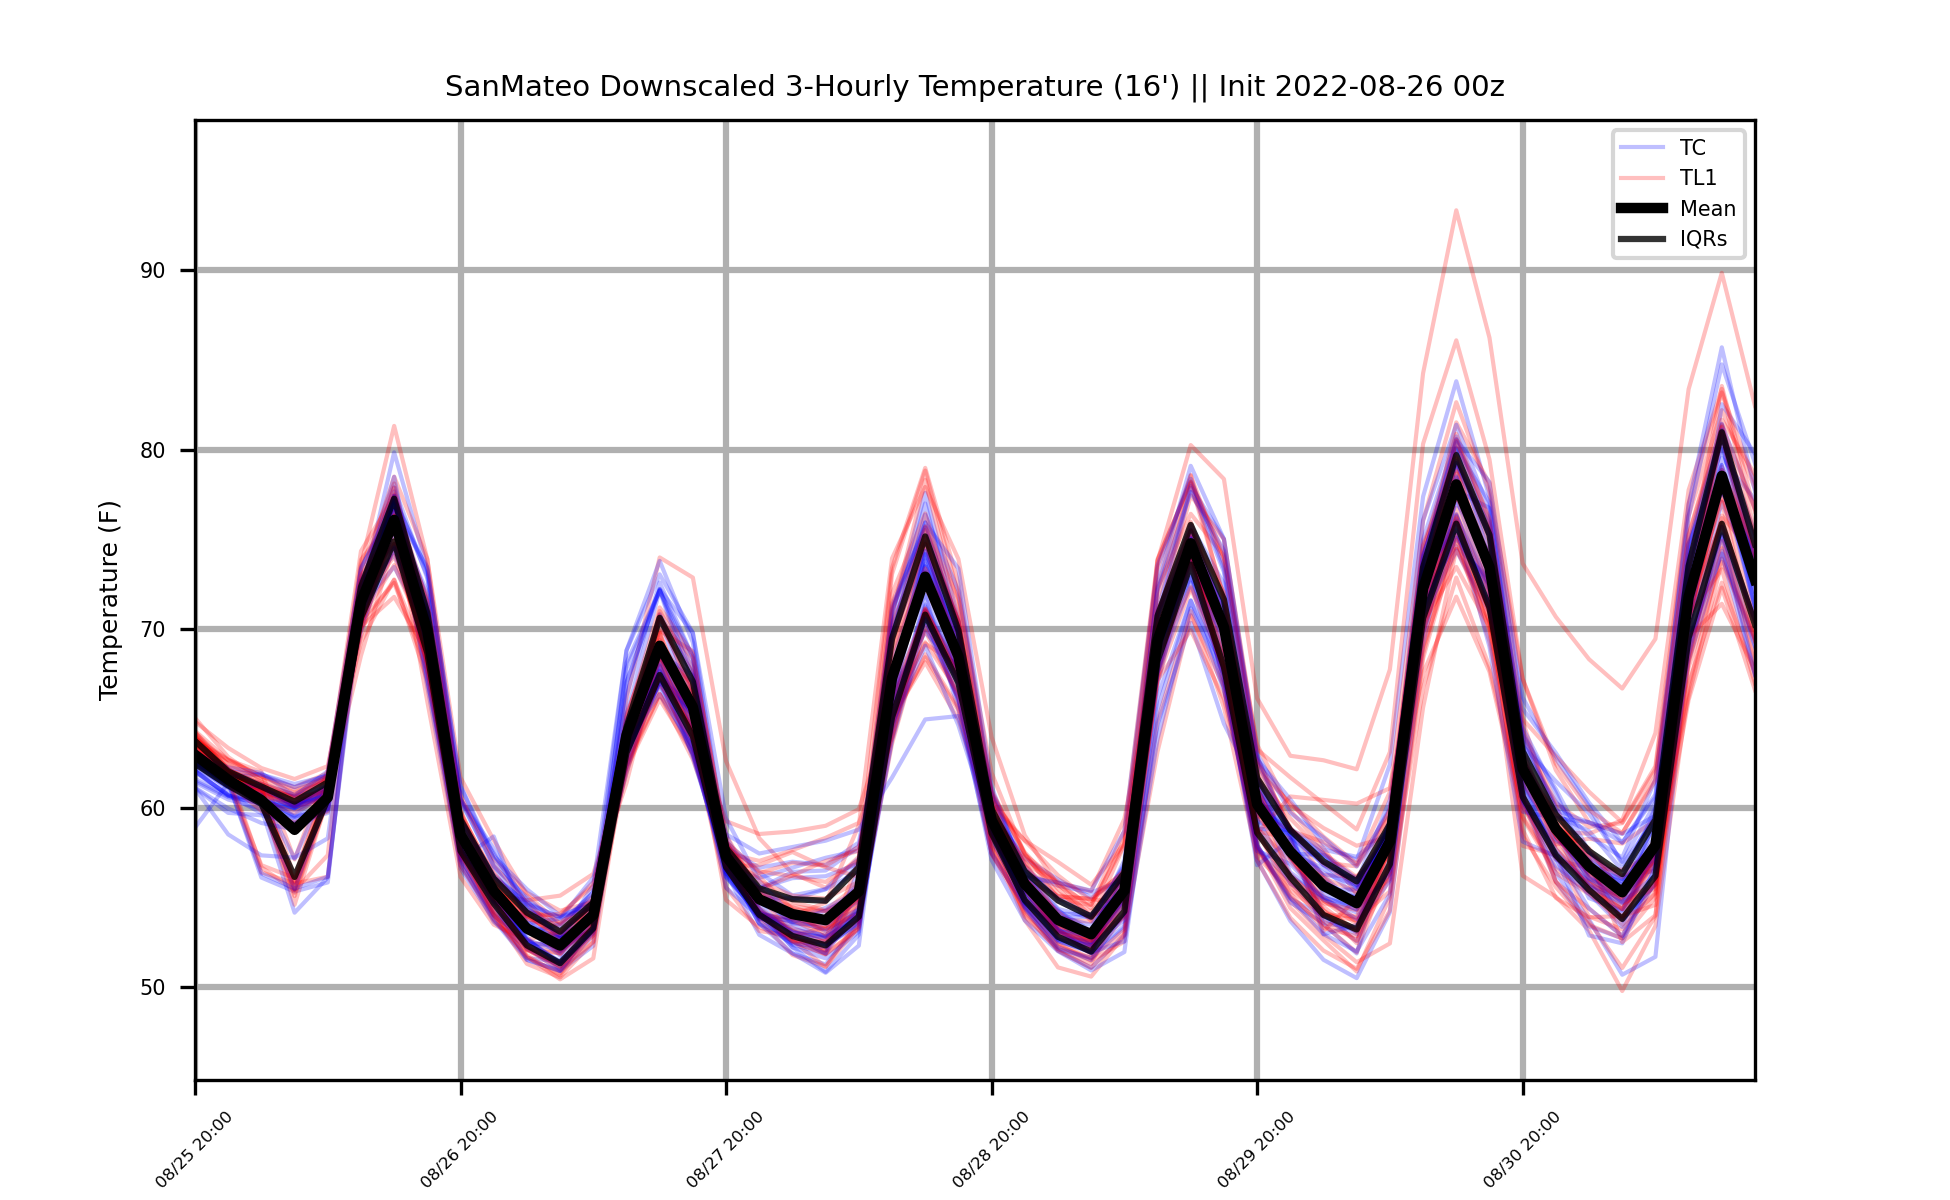 SanMateo Downscaled 3-Hourly Temperature (16') || Init 2022-08-26 00z
TC
TL1
Mean
IQRs
Temperature (F)
90
80
70
60
50
08/25 20:00
08/26 20:00
08/27 20:00
08/28 20:00
08/29 20:00
08/30 20:00